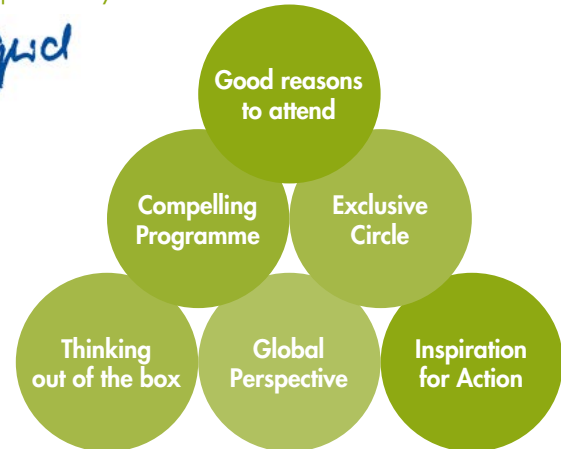 Good reasons
to attend
Compelling
Programme
Exclusive
Circle
Thinking
out of the box
Global
Perspective
Inspiration
for Action